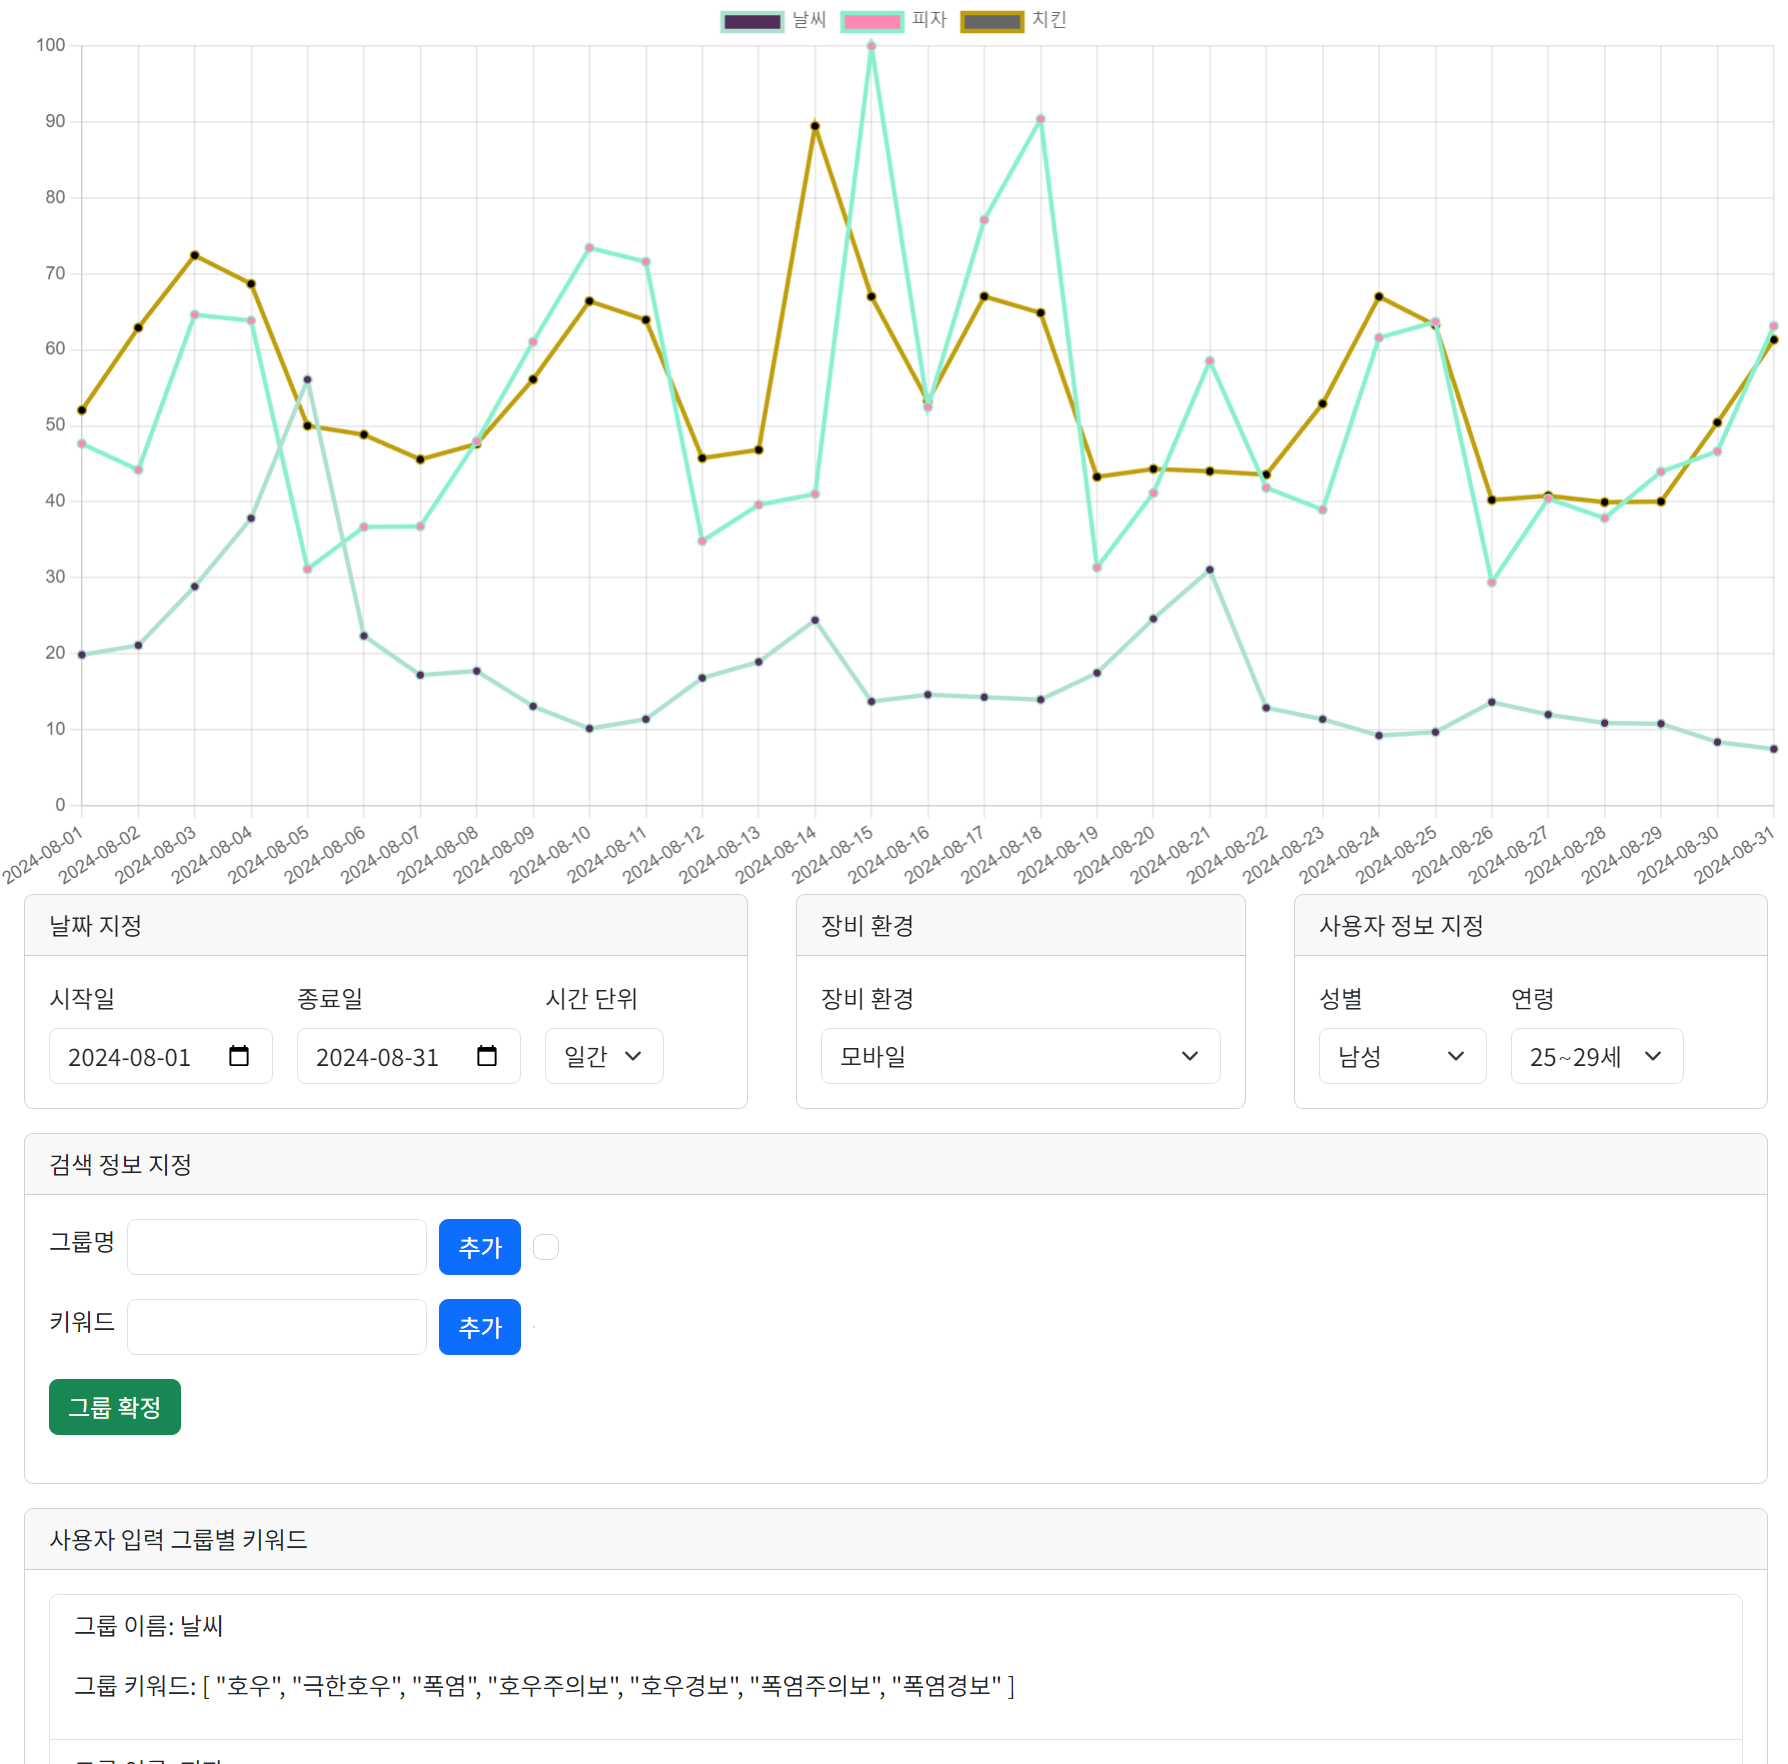 날씨 피자 치킨
100
90
80
70
60
50
40
30
20
10
0
2024-08-01 2024-08-02 2024-08-03 2024-08-04 2024-08-05 2024-08-06 2024-08-07 2024-08-08 2024-08-09 2024-08-10 2024-08-11 2024-08-12 2024-08-13 2024-08-14 2024-08-15 2024-08-16 2024-08-17 2024-08-18 2024-08-19 2024-08-20 2024-08-21 2024-08-22 2024-08-23 2024-08-24 2024-08-25 2024-08-26 2024-08-27 2024-08-28 2024-08-29 2024-08-30 2024-08-31
날짜 지정
시작일 종료일 시간 단위
2024-08-01 2024-08-31 일간
장비 환경
장비 환경
모바일
사용자 정보 지정
성별 연령
남성 25~29세
검색 정보 지정
그룹명 추가
키워드 추가
그룹 확정
사용자 입력 그룹별 키워드
그룹 이름: 날씨
그룹 키워드: [ "호우", "극한호우", "폭염", "호우주의보", "호우경보", "폭염주의보", "폭염경보" ]